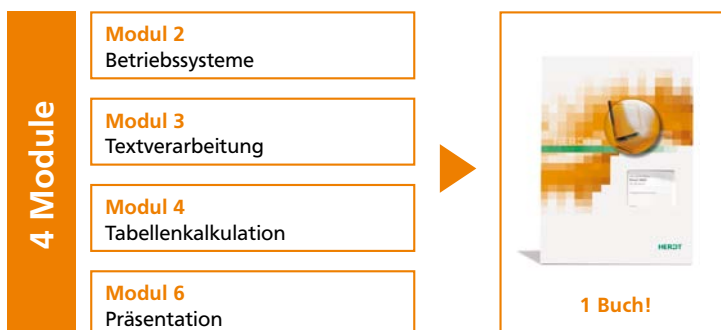 4 Module
Modul 2
Betriebssysteme
Modul 3
Textverarbeitung
Modul 4
Tabellenkalkulation
Modul 6
Präsentation
HERDT
1 Buch!